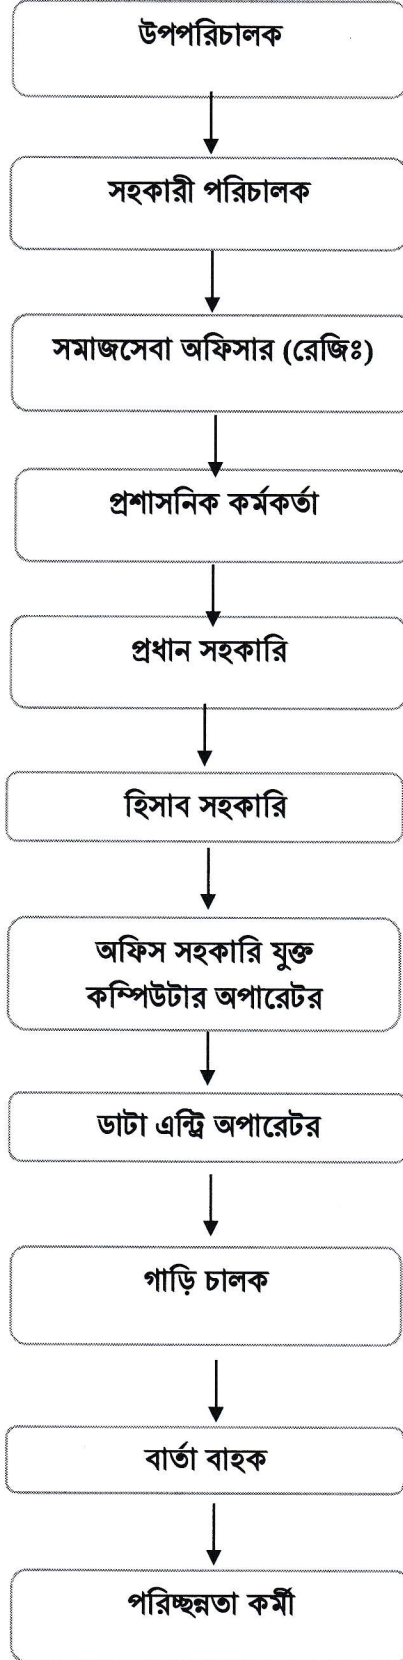 উপপরিচালক
সহকারী পরিচালক
সমাজসেবা অফিসার (রেজিঃ)
প্রশাসনিক কর্মকর্তা
প্রধান সহকারি
হিসাব সহকারি
অফিস সহকারি যুক্ত
কম্পিউটার অপারেটর
ডাটা এন্ট্রি অপারেটর
গাড়ি চালক
বার্তা বাহক
পরিচ্ছন্নতা কর্মী